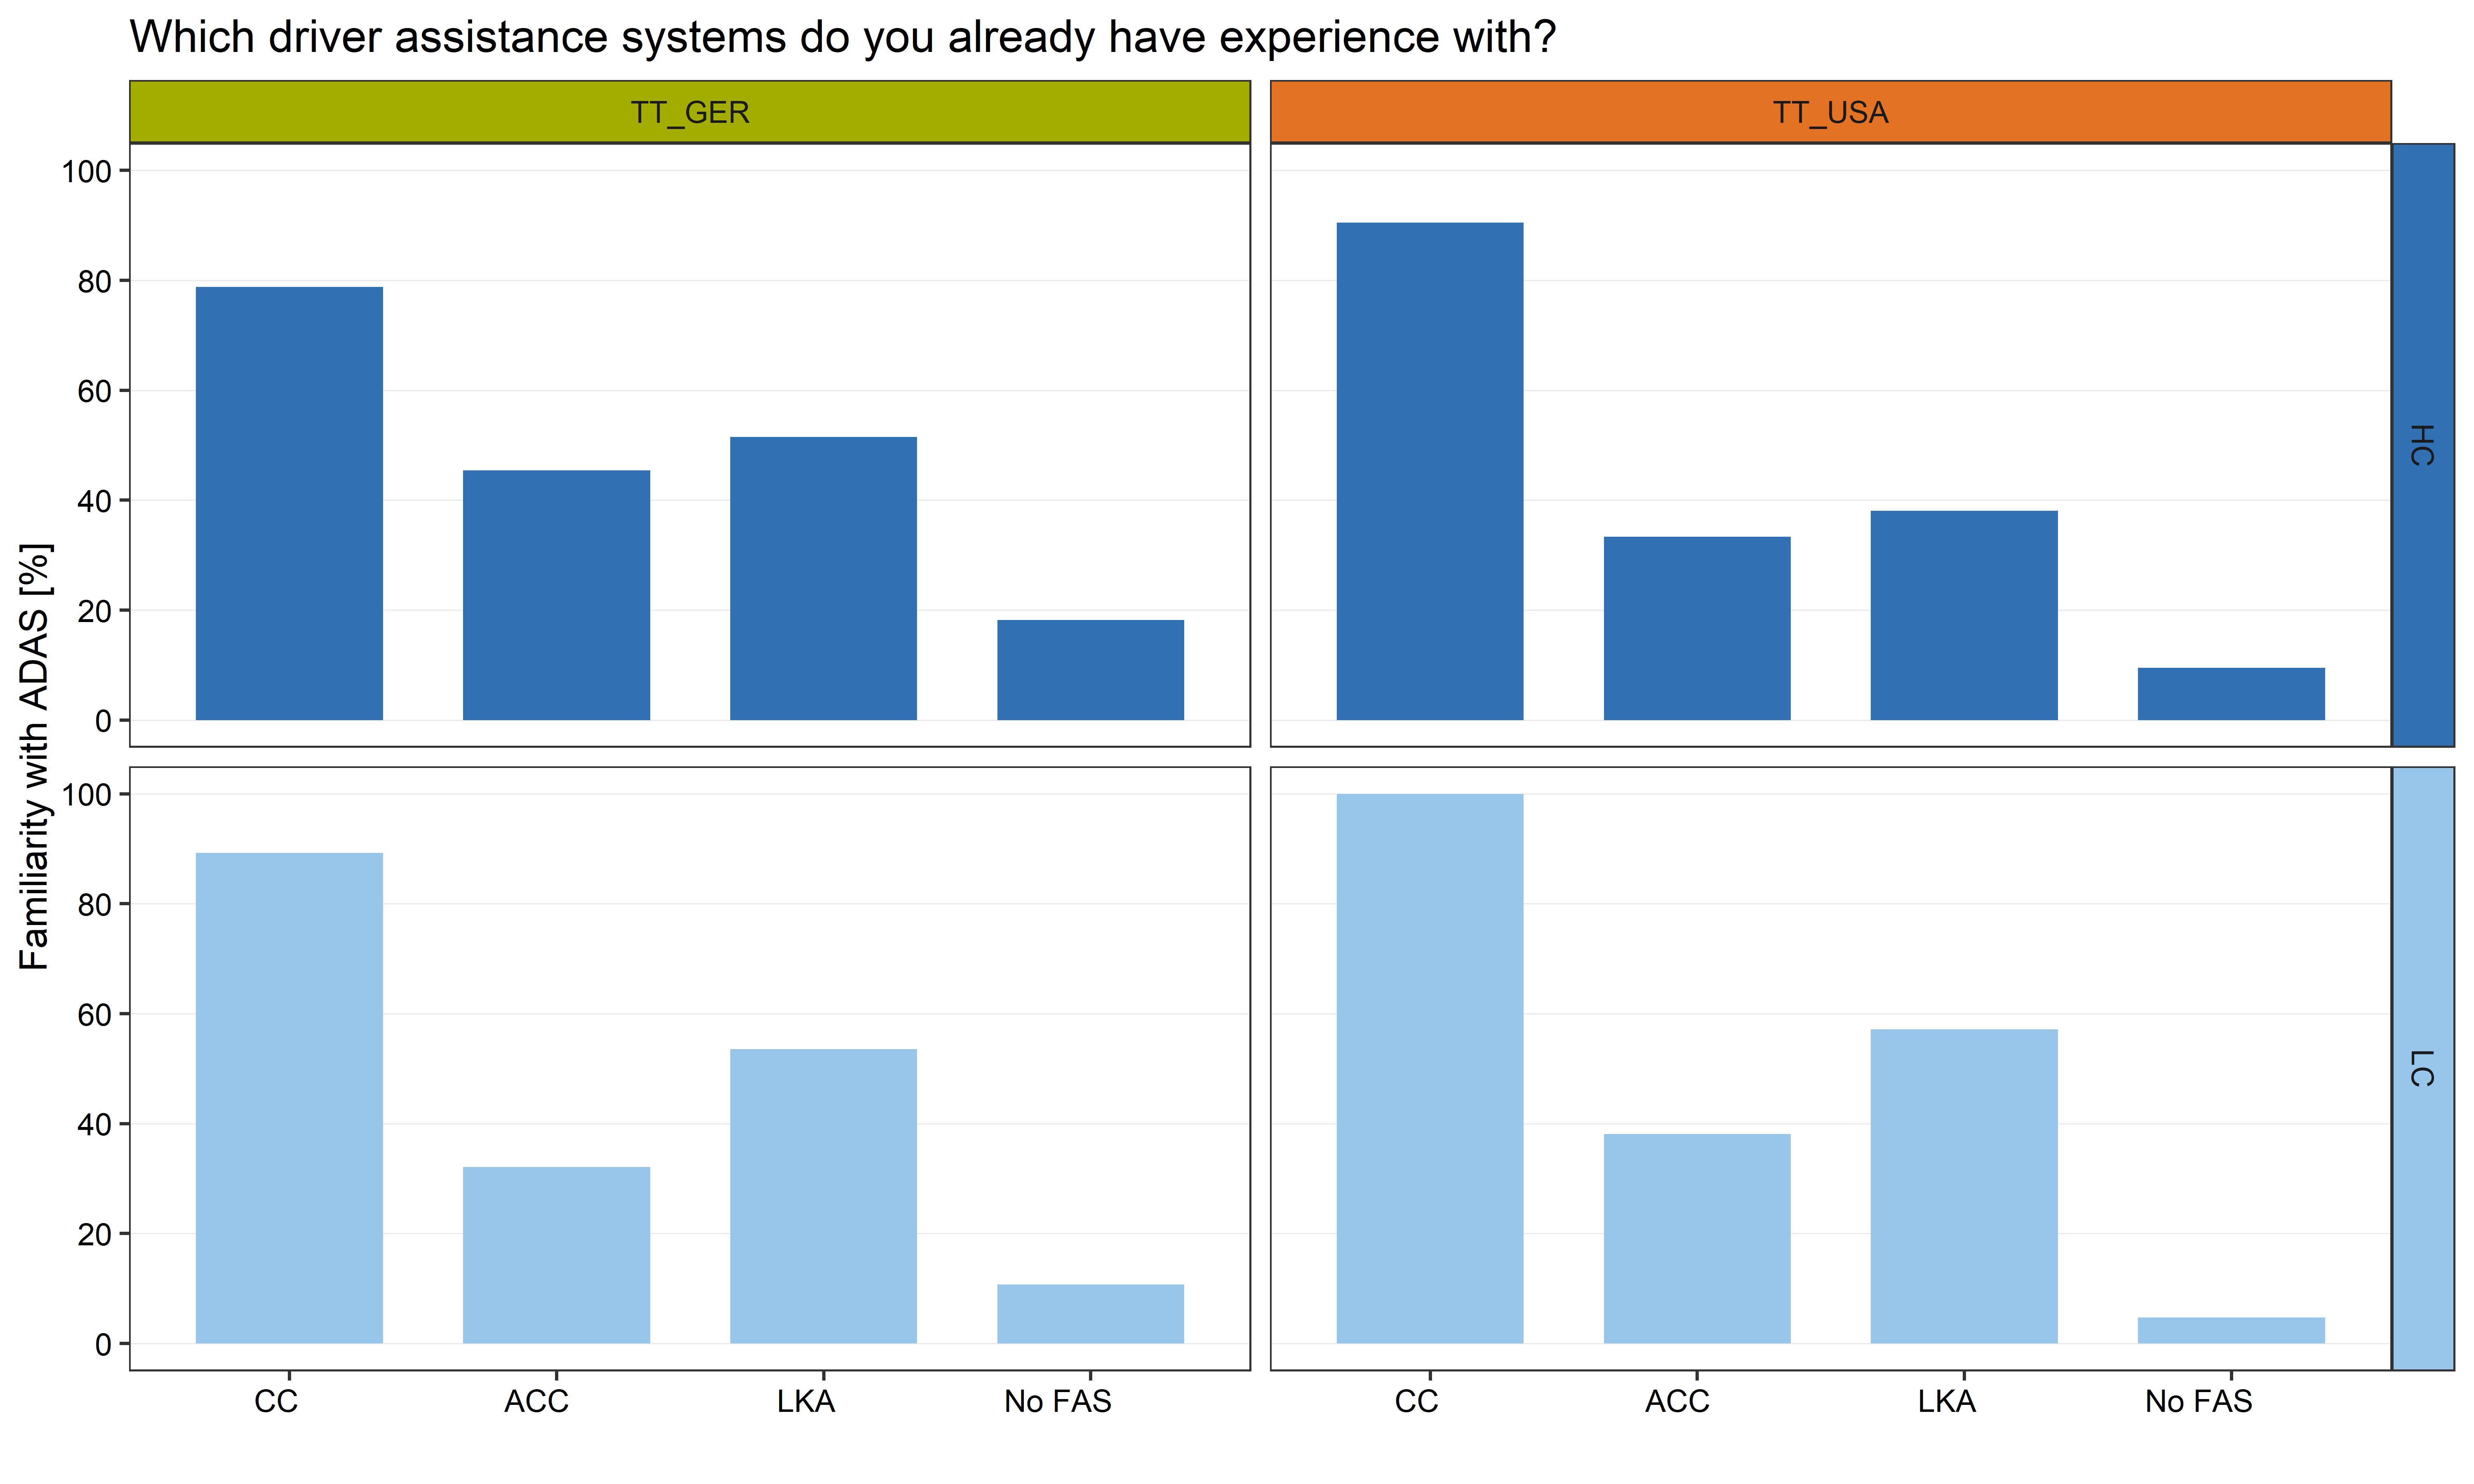 Which driver assistance systems do you already have experience with?
TT_GER
TT_USA
Familiarity with ADAS [%]
100
80
60
40
20
0
HC
100
80
60
40
20
0
LC
CC
ACC
LKA
No FAS
CC
ACC
LKA
No FAS